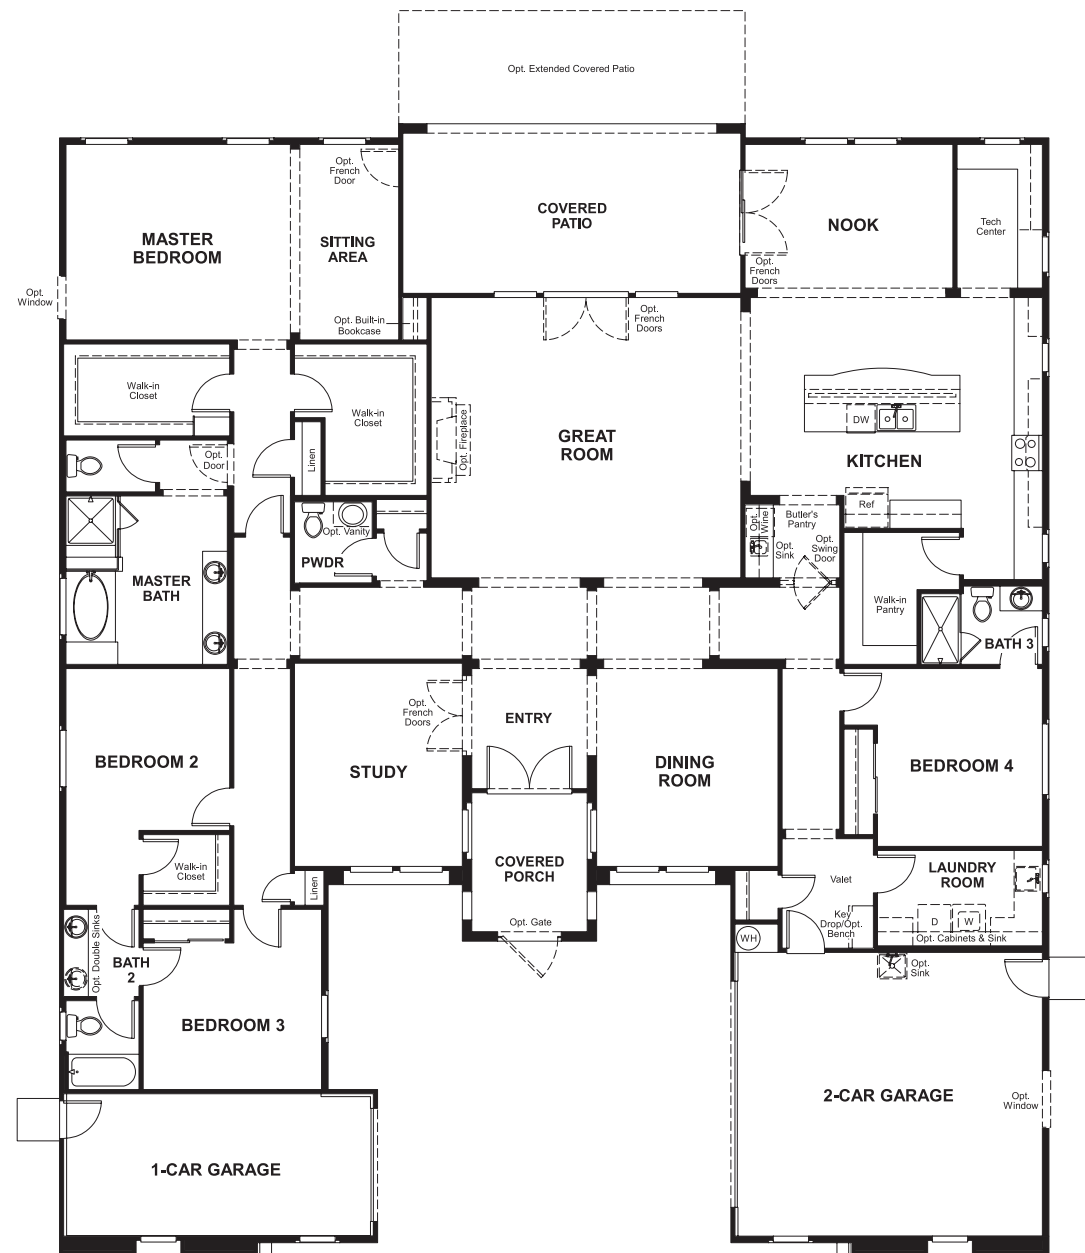 Opt. Extended Covered Patio
Opt.
French
Door
COVERED
PATIO
MASTER
BEDROOM
SITTING
AREA
NOOK
Tech
Center
Opt.
French
Doors
Opt.
Window
Opt. Built-in
Bookcase
Opt.
French
Doors
Walk-in
Closet
Walk-in
Closet
Opt. Fireplace
GREAT
ROOM
DW
KITCHEN
Opt.
Door
Linen
Ref
Opt. Vanity
PWDR
Opt.
Wine
Butler's
Pantry
Opt.
Sink
Opt.
Swing
Door
MASTER
BATH
Walk-in
Pantry
BATH 3
Opt.
French
Doors
ENTRY
BEDROOM 2
STUDY
DINING
ROOM
BEDROOM 4
Walk-in
Closet
Linen
COVERED
PORCH
Valet
LAUNDRY
ROOM
Opt. Gate
Key
Drop/Opt.
Bench
D
W
Opt. Cabinets & Sink
WH
Opt. Double Sinks
BATH
2
Opt.
Sink
BEDROOM 3
2-CAR GARAGE
Opt.
Window
1-CAR GARAGE